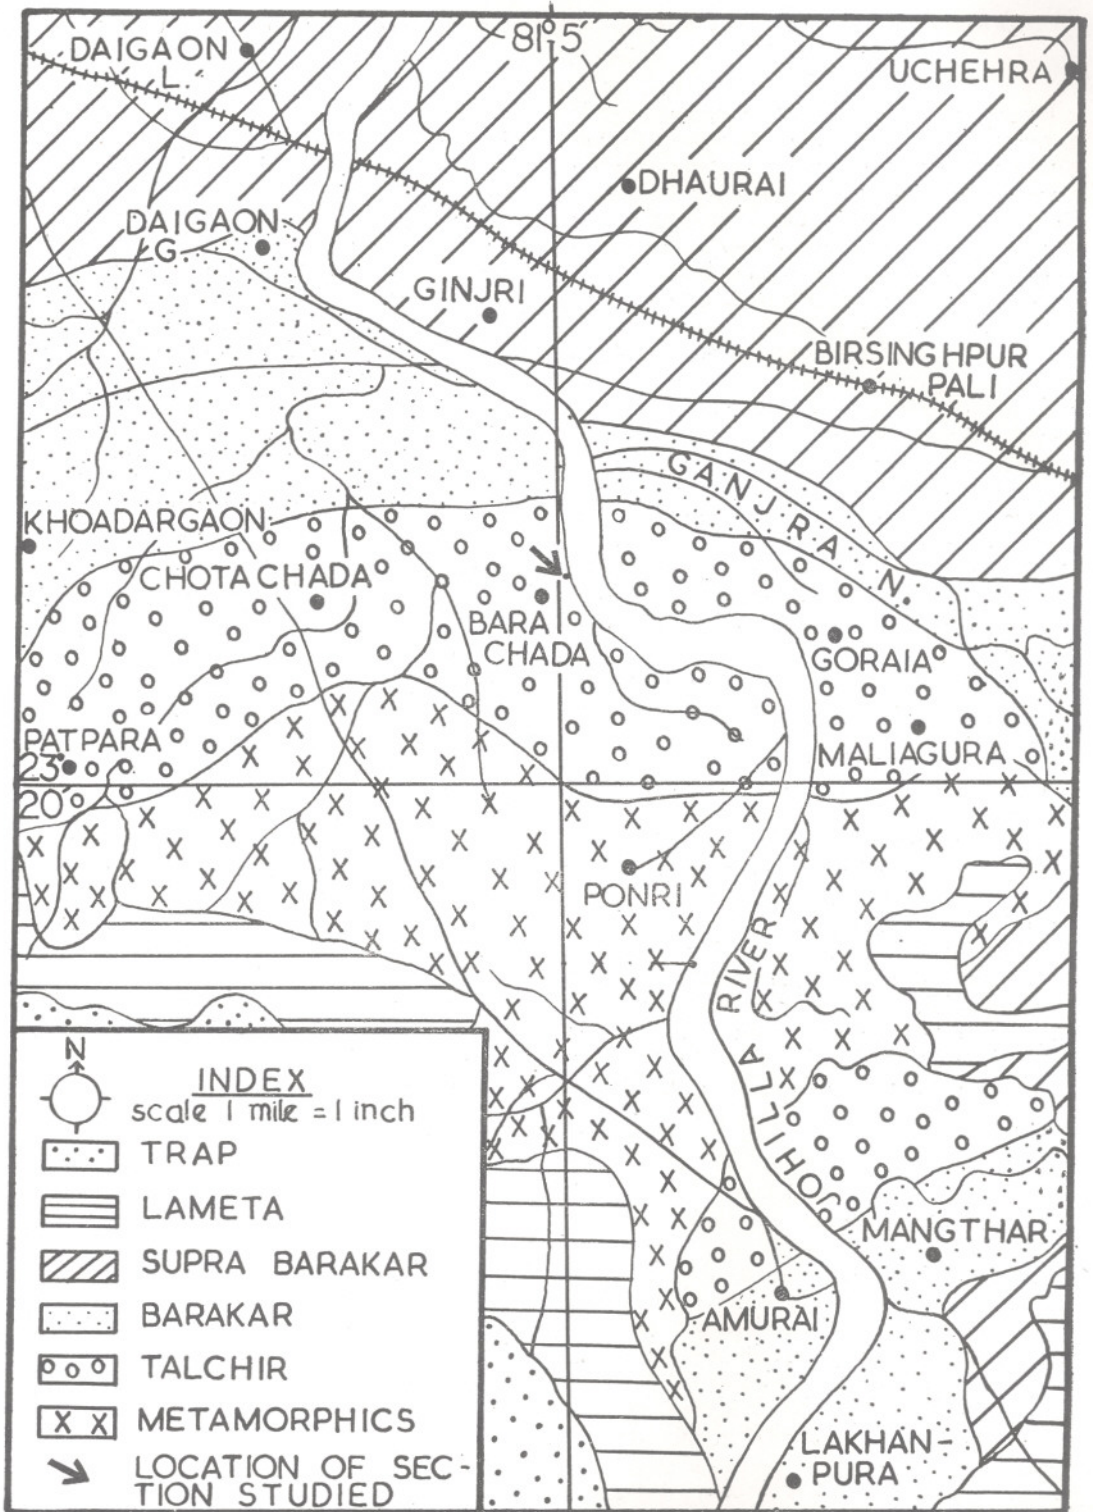 81°5'
DAIGAON
L.
UCHEHRA
DHAURAI
DAIGAON
G
GINJRI
BIRSINGHPUR
PALI
GANJRA N.
KHOADARGAON
CHOTA CHADA
BARA
CHADA
GORAIA
PATPARA
MALIAGURA
23°
20°
PONRI
JOHILLA RIVER
MANGTHAR
AMURAI
LAKHAN-
PURA
N
INDEX
scale 1 mile = 1 inch
TRAP
LAMETA
SUPRA BARAKAR
BARAKAR
TALCHIR
METAMORPHICS
LOCATION OF SEC-
TION STUDIED